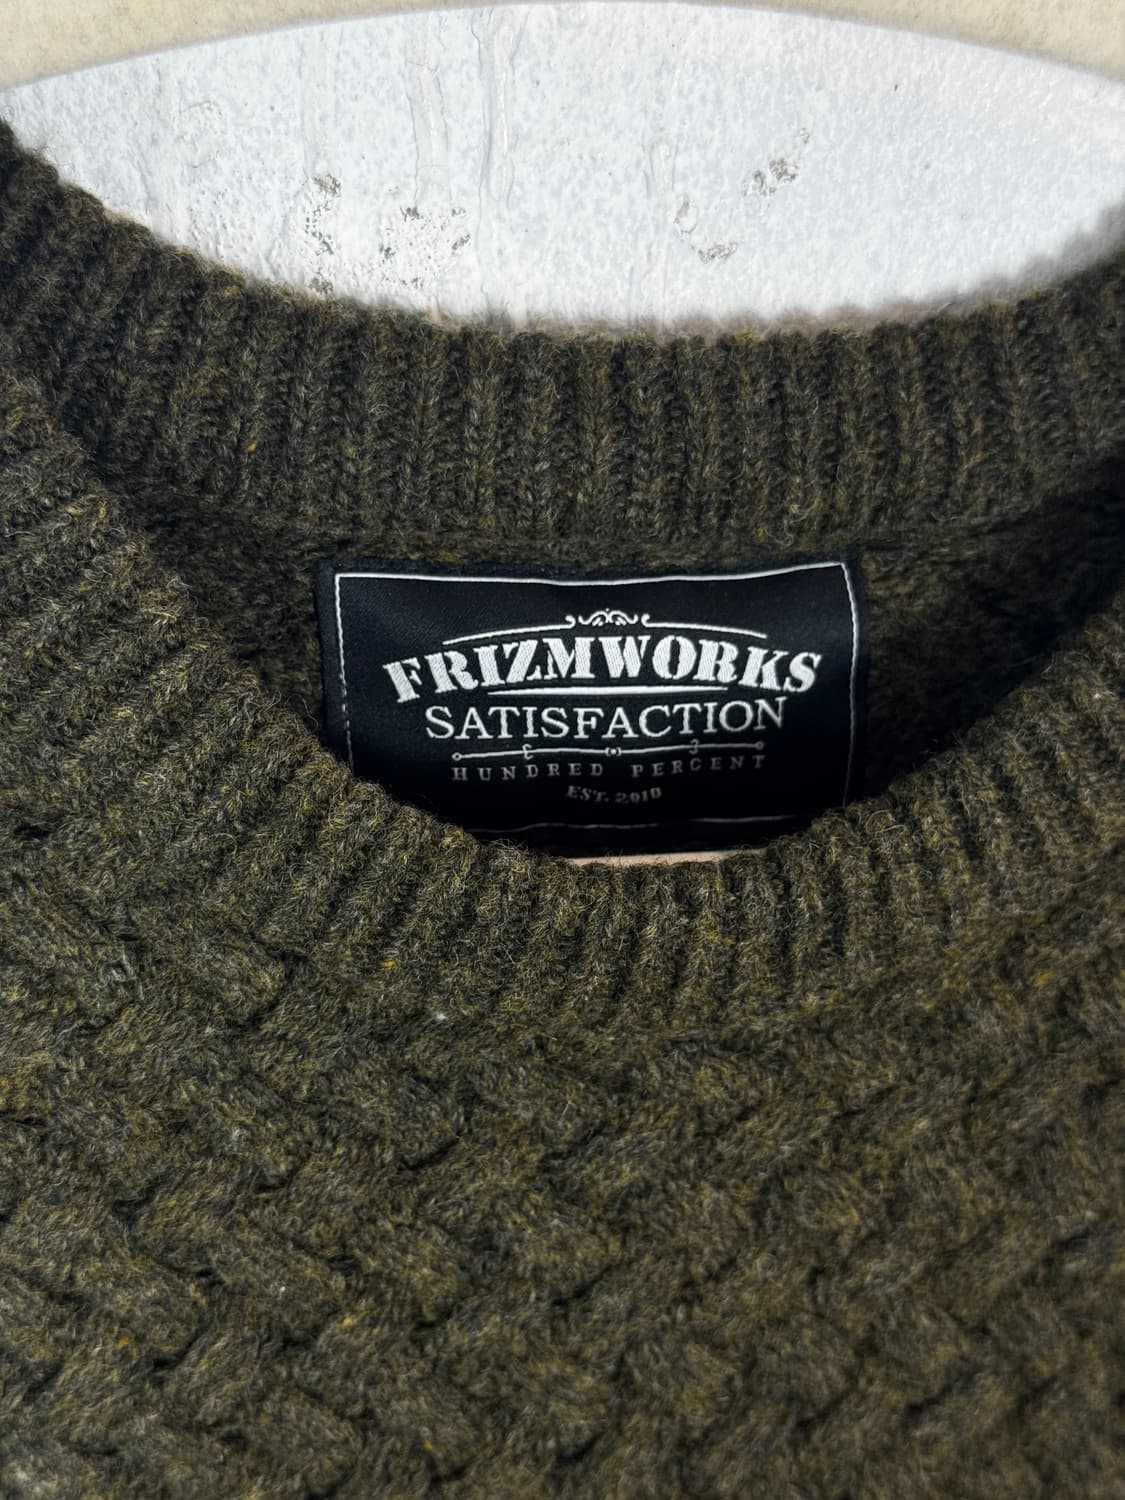 FRIZMWORKS
SATISFACTION
HUNDRED PERCENT
EST. 2010